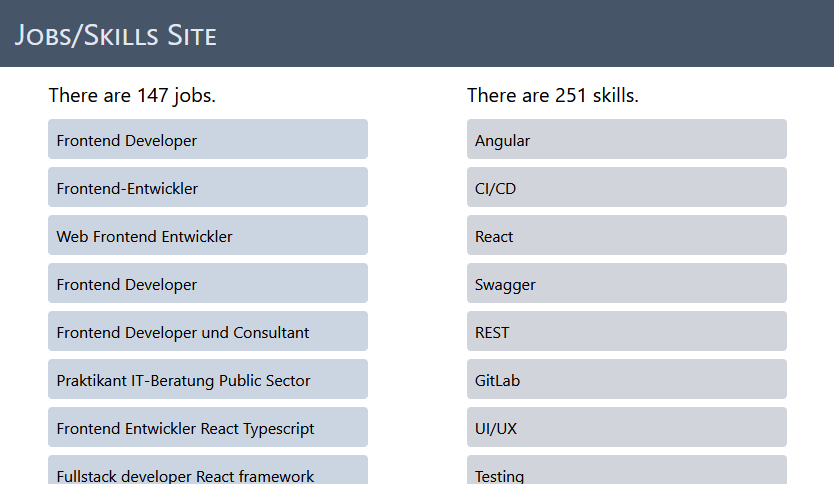 Jobs/Skills Site
There are 147 jobs.
Frontend Developer
Frontend-Entwickler
Web Frontend Entwickler
Frontend Developer
Frontend Developer und Consultant
Praktikant IT-Beratung Public Sector
Frontend Entwickler React Typescript
Fullstack developer React framework
There are 251 skills.
Angular
CI/CD
React
Swagger
REST
GitLab
UI/UX
Testing